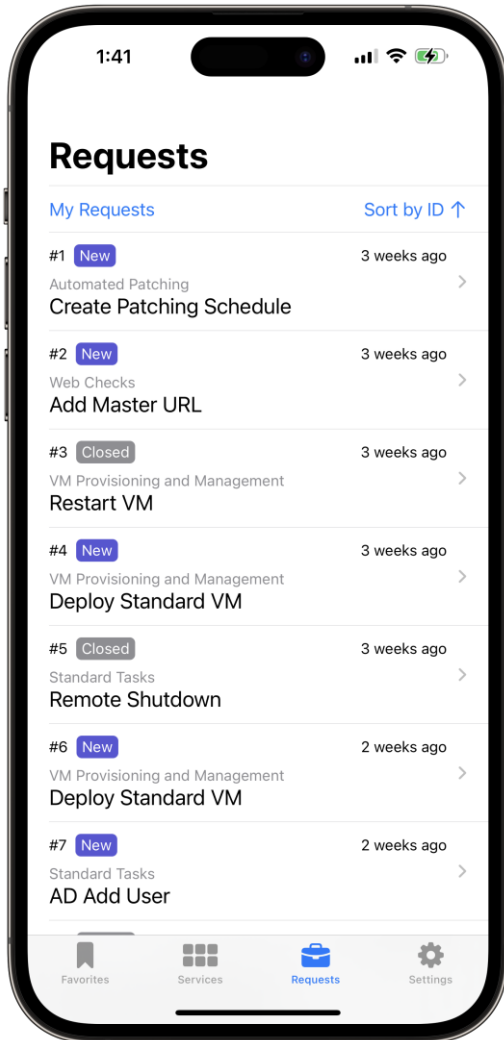 1:41
Requests
My Requests Sort by ID ↑
#1 New 3 weeks ago
Automated Patching
Create Patching Schedule
#2 New 3 weeks ago
Web Checks
Add Master URL
#3 Closed 3 weeks ago
VM Provisioning and Management
Restart VM
#4 New 3 weeks ago
VM Provisioning and Management
Deploy Standard VM
#5 Closed 3 weeks ago
Standard Tasks
Remote Shutdown
#6 New 2 weeks ago
VM Provisioning and Management
Deploy Standard VM
#7 New 2 weeks ago
Standard Tasks
AD Add User
Favorites Services Requests Settings